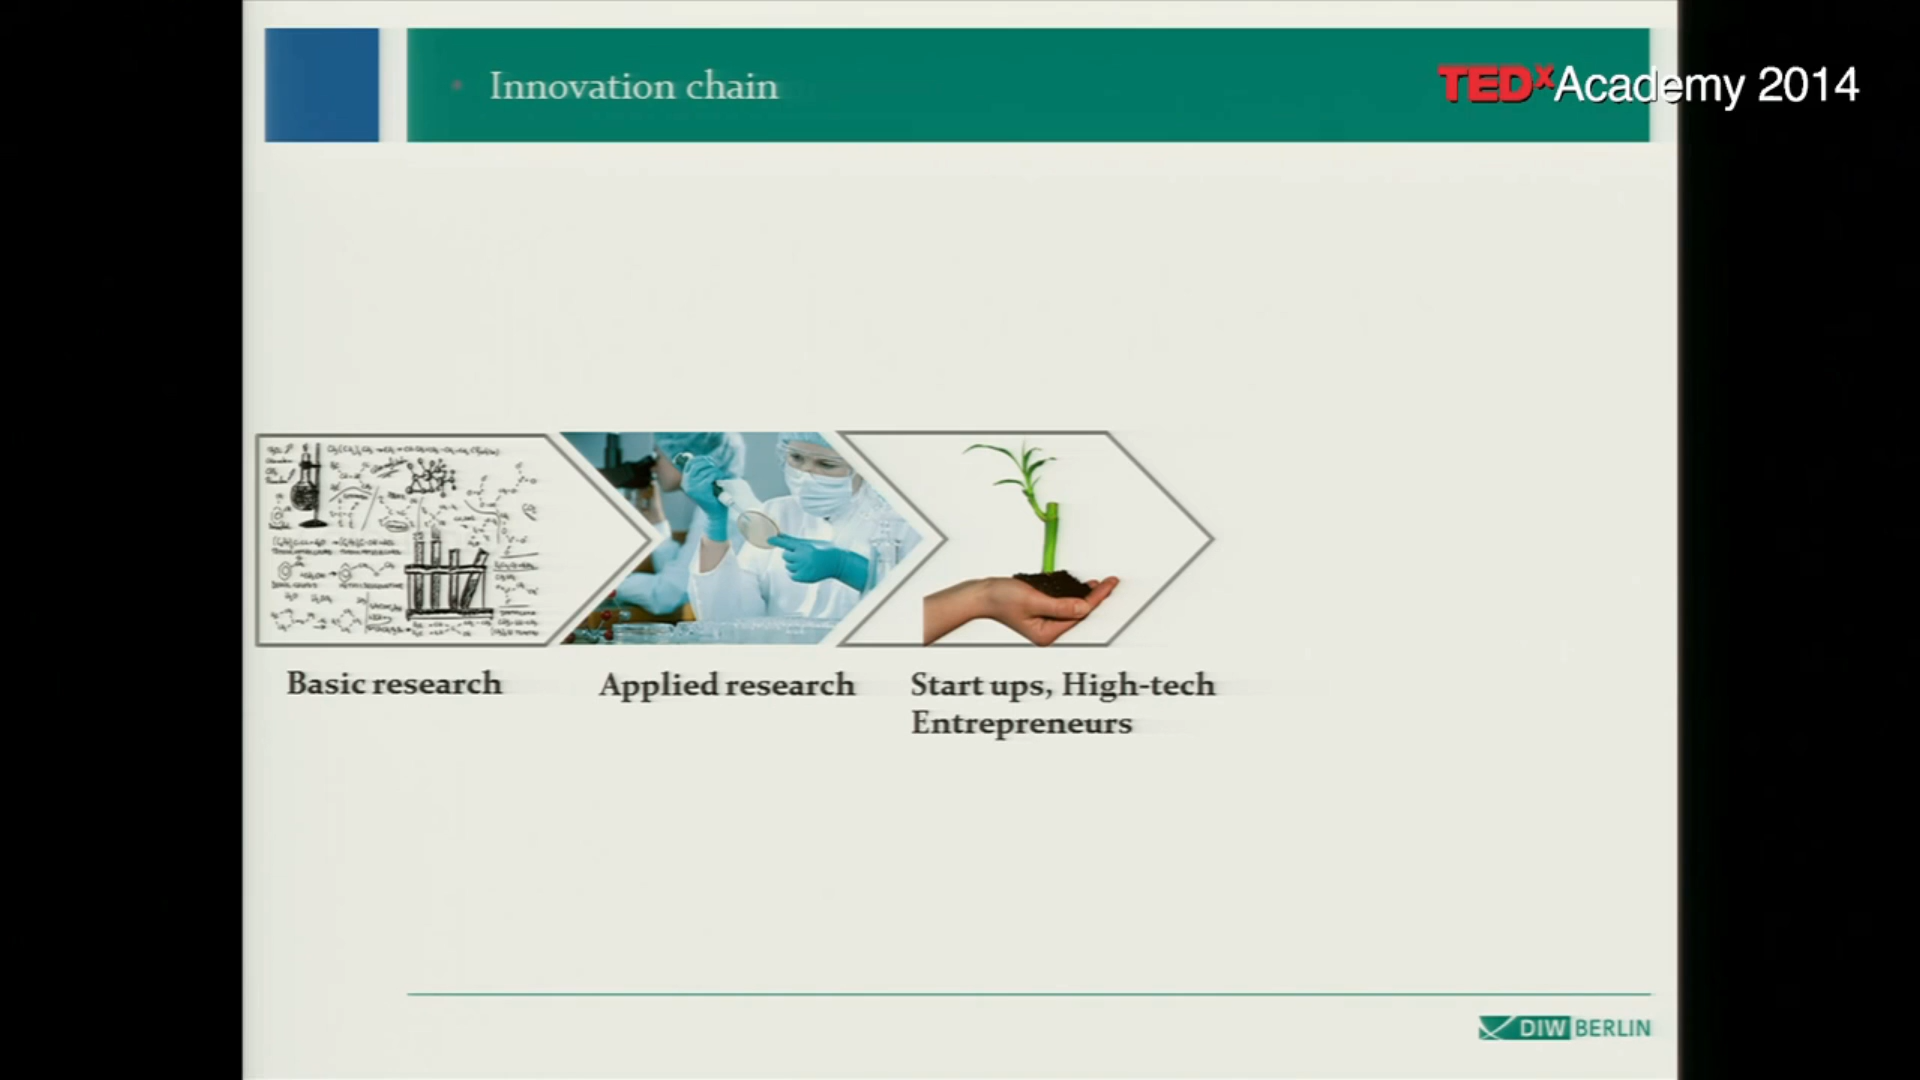 Innovation chain
TEDxAcademy 2014
Basic research
Applied research
Start ups, High-tech
Entrepreneurs
DIW BERLIN